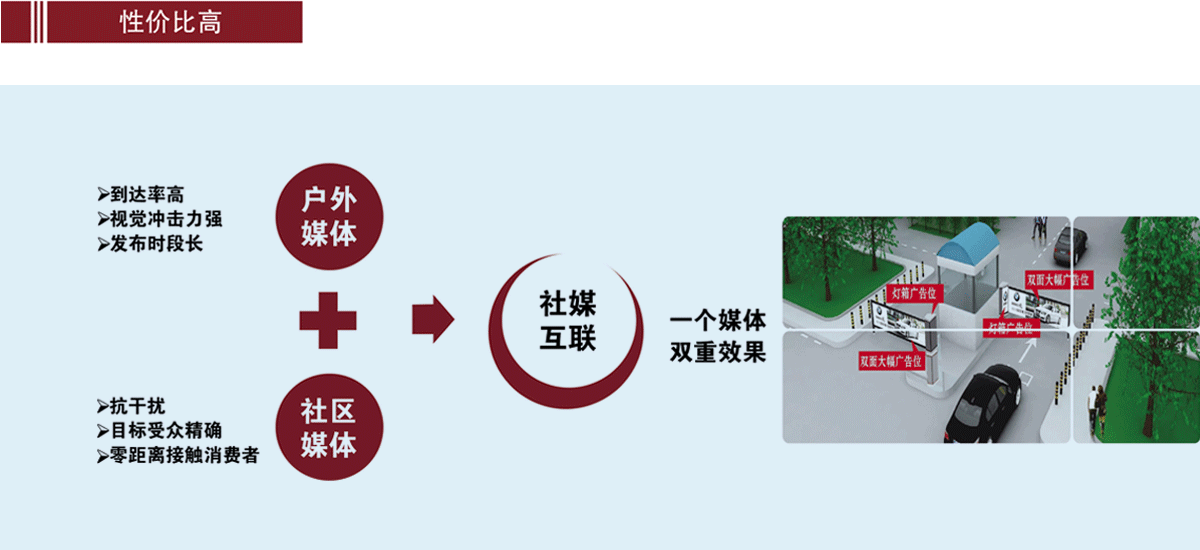 性价比高
➢到达率高
➢视觉冲击力强
➢发布时段长
户外
媒体
➢抗干扰
➢目标受众精确
➢零距离接触消费者
社区
媒体
社媒
互联
一个媒体
双重效果
双面大幅广告位
灯箱广告位
灯箱广告位
双面大幅广告位